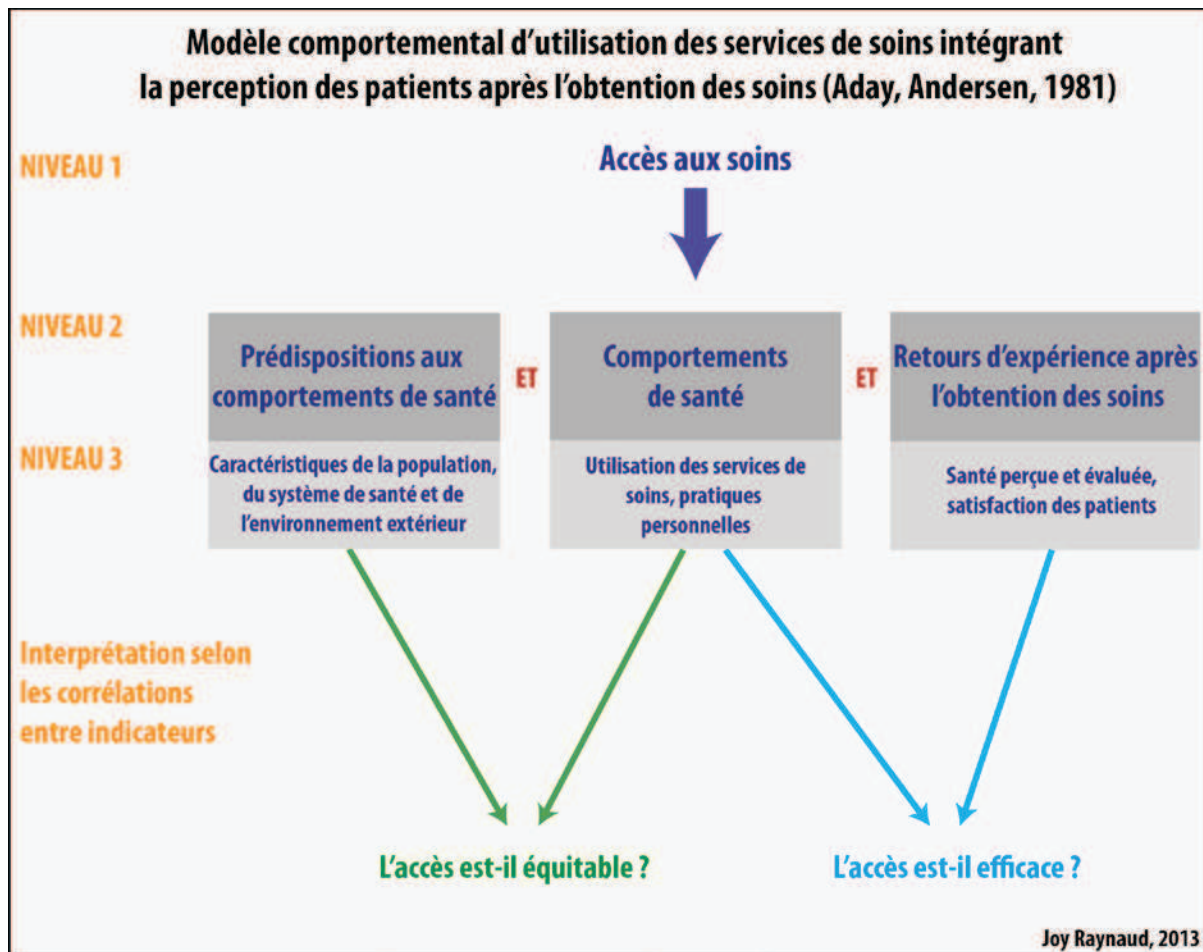 Modèle comportemental d'utilisation des services de soins intégrant
la perception des patients après l'obtention des soins (Aday, Andersen, 1981)
NIVEAU 1
Accès aux soins
NIVEAU 2
Prédispositions aux
comportements de santé
ET
Comportements
de santé
ET
Retours d'expérience après
l'obtention des soins
NIVEAU 3
Caractéristiques de la population,
du système de santé et de
l'environnement extérieur
Utilisation des services de
soins, pratiques
personnelles
Santé perçue et évaluée,
satisfaction des patients
Interprétation selon
les corrélations
entre indicateurs
L'accès est-il équitable ?
L'accès est-il efficace ?
Joy Raynaud, 2013